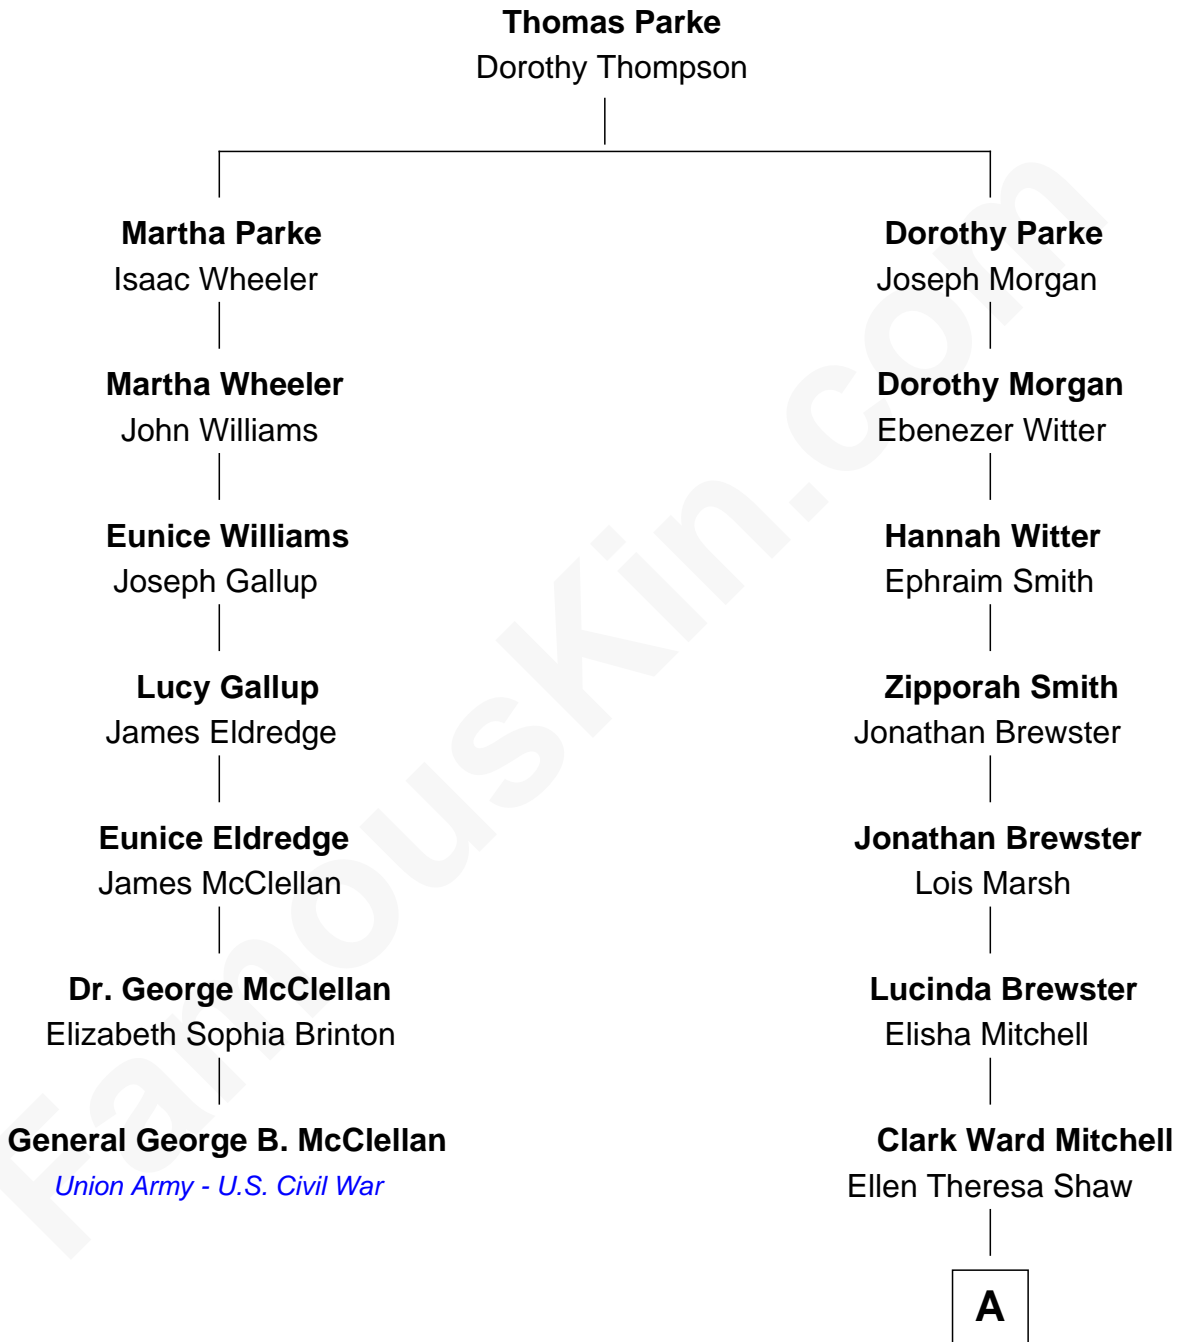 Thomas Parke
Dorothy Thompson
Martha Parke
Isaac Wheeler
Dorothy Parke
Joseph Morgan
Martha Wheeler
John Williams
Dorothy Morgan
Ebenezer Witter
Eunice Williams
Joseph Gallup
Hannah Witter
Ephraim Smith
Lucy Gallup
James Eldredge
Zipporah Smith
Jonathan Brewster
Eunice Eldredge
James McClellan
Jonathan Brewster
Lois Marsh
Dr. George McClellan
Elizabeth Sophia Brinton
Lucinda Brewster
Elisha Mitchell
General George B. McClellan
Union Army - U.S. Civil War
Clark Ward Mitchell
Ellen Theresa Shaw
A
FamousKin.com